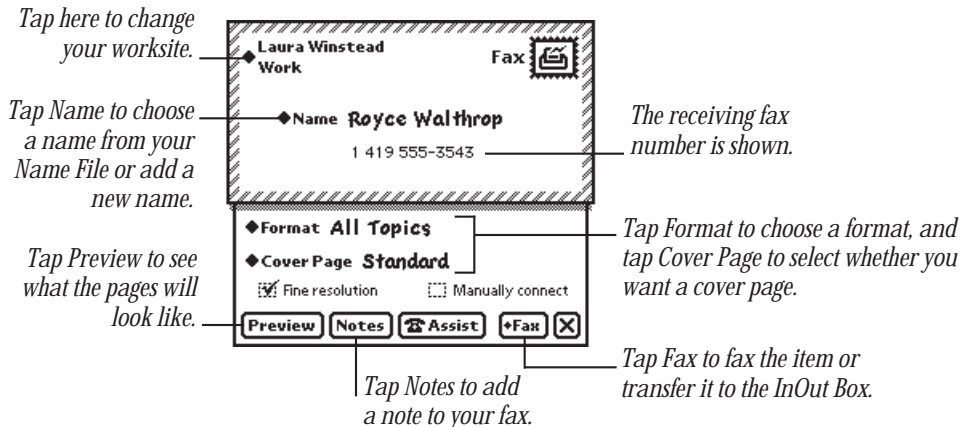 Tap here to change
your worksite.
Laura Winstead
Work
Fax
Tap Name to choose
a name from your
Name File or add a
new name.
Name Royce Walthrop
1 419 555-3543
The receiving fax
number is shown.
Format All Topics
Cover Page Standard
Fine resolution
Manually connect
Tap Format to choose a format, and
tap Cover Page to select whether you
want a cover page.
Tap Preview to see
what the pages will
look like.
Preview Notes Assist Fax
Tap Notes to add
a note to your fax.
Tap Fax to fax the item or
transfer it to the InOut Box.